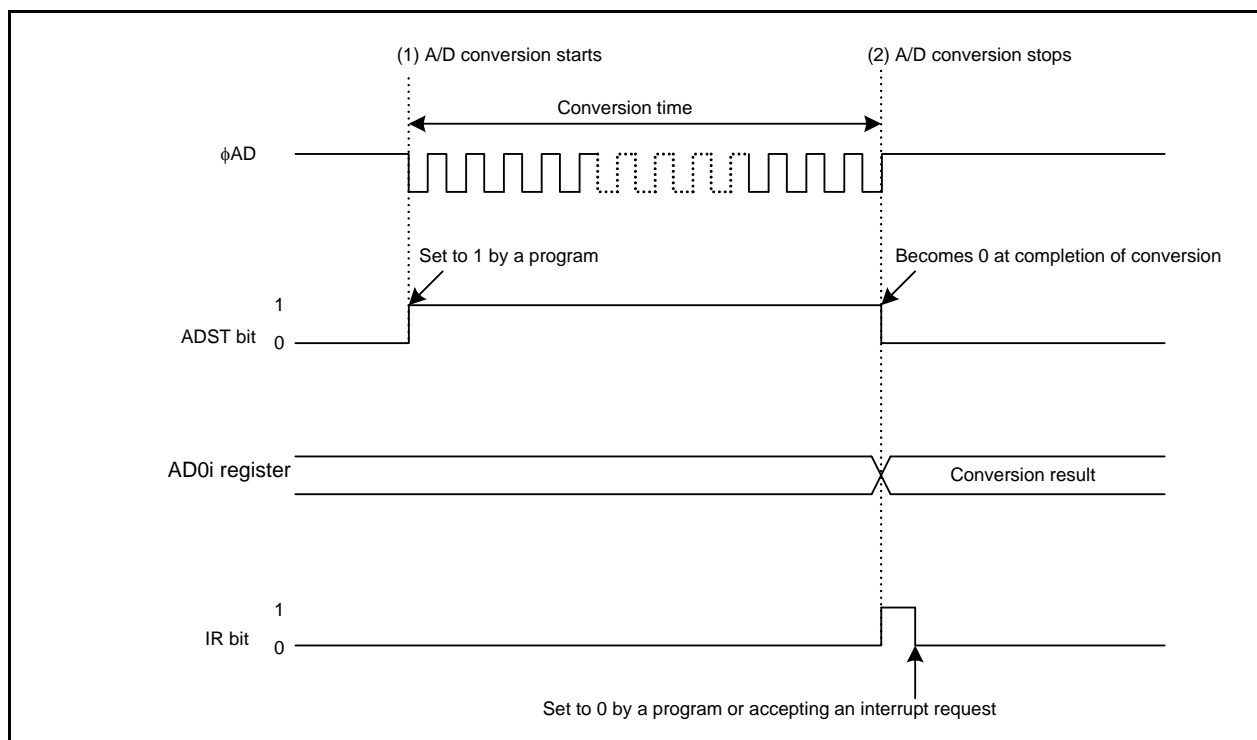 (1) A/D conversion starts
(2) A/D conversion stops
Conversion time
φAD
Set to 1 by a program
Becomes 0 at completion of conversion
1
ADST bit
0
AD0i register
Conversion result
1
IR bit
0
Set to 0 by a program or accepting an interrupt request